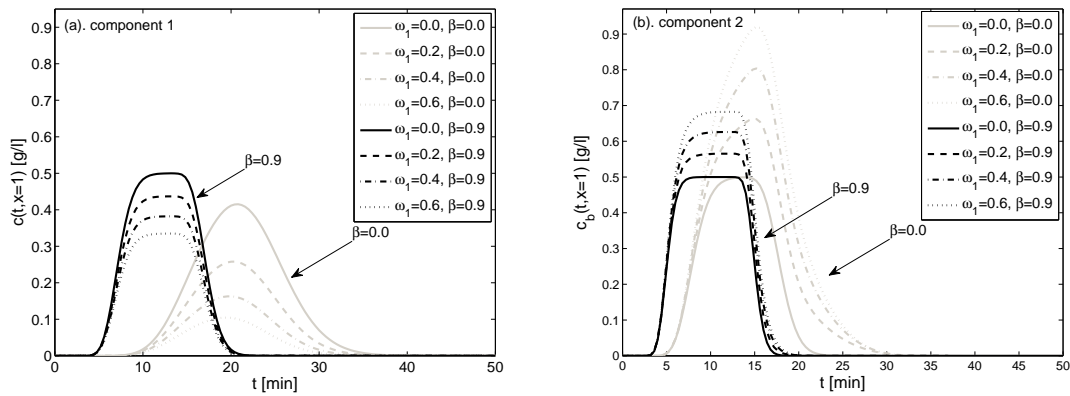 (a). component 1
c(t,x=1) [g/l]
0.9
0.8
0.7
0.6
0.5
0.4
0.3
0.2
0.1
0
ω1=0.0, β=0.0
ω1=0.2, β=0.0
ω1=0.4, β=0.0
ω1=0.6, β=0.0
ω1=0.0, β=0.9
ω1=0.2, β=0.9
ω1=0.4, β=0.9
ω1=0.6, β=0.9
β=0.9
β=0.0
0 10 20 30 40 50
t [min]
(b). component 2
c_b(t,x=1) [g/l]
0.9
0.8
0.7
0.6
0.5
0.4
0.3
0.2
0.1
0
ω1=0.0, β=0.0
ω1=0.2, β=0.0
ω1=0.4, β=0.0
ω1=0.6, β=0.0
ω1=0.0, β=0.9
ω1=0.2, β=0.9
ω1=0.4, β=0.9
ω1=0.6, β=0.9
β=0.9
β=0.0
0 5 10 15 20 25 30 35 40 45 50
t [min]